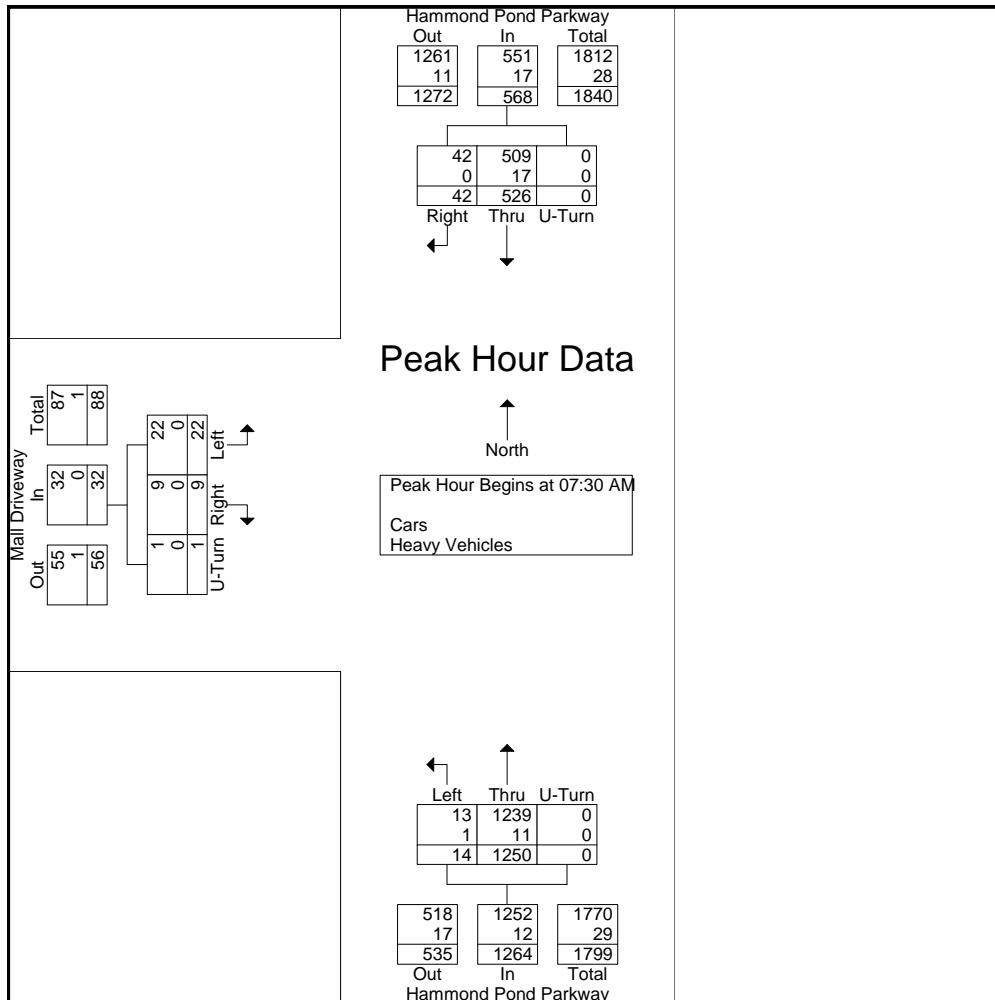 Hammond Pond Parkway
Out In Total
1261 551 1812
11 17 28
1272 568 1840
42 509 0
0 17 0
42 526 0
Right Thru U-Turn
Peak Hour Data
North
Peak Hour Begins at 07:30 AM
Cars
Heavy Vehicles
Mall Driveway
Out In Total
55 32 87
1 0 1
56 32 88
1 9 22
0 0 0
1 9 22
U-Turn Right Left
Left Thru U-Turn
13 1239 0
1 11 0
14 1250 0
518 1252 1770
17 12 29
535 1264 1799
Out In Total
Hammond Pond Parkway